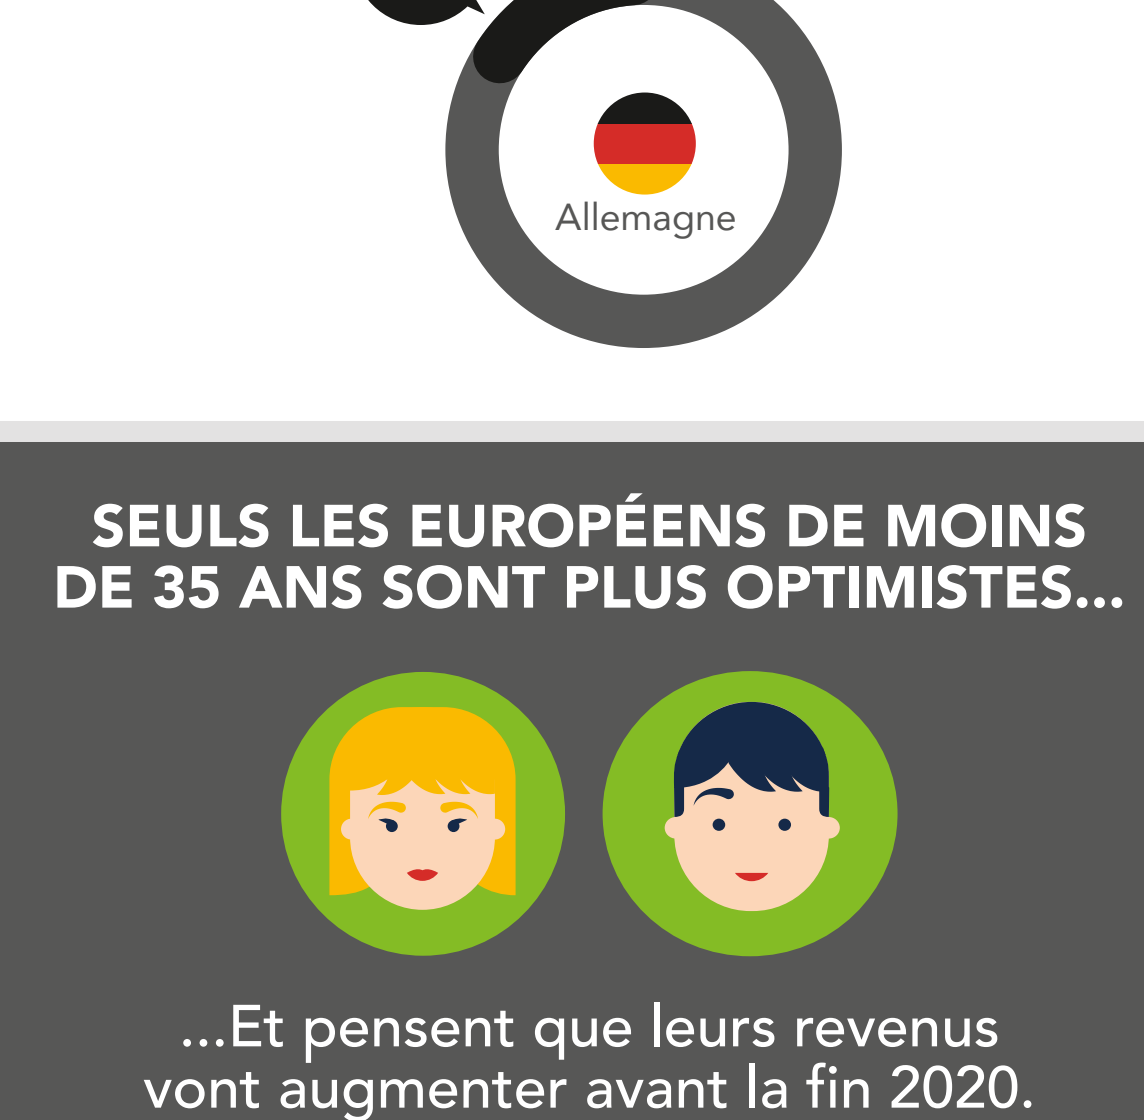 Allemagne
SEULS LES EUROPÉENS DE MOINS
DE 35 ANS SONT PLUS OPTIMISTES...
...Et pensent que leurs revenus
vont augmenter avant la fin 2020.